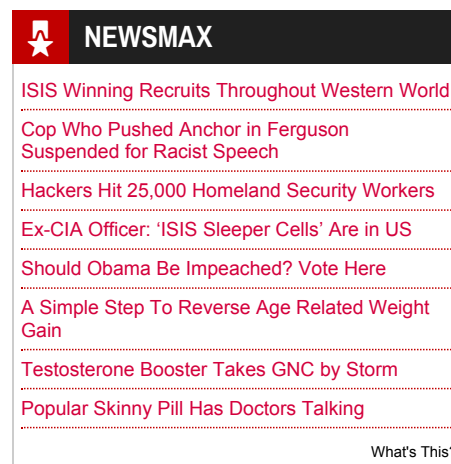 NEWSMAX
ISIS Winning Recruits Throughout Western World
Cop Who Pushed Anchor in Ferguson
Suspended for Racist Speech
Hackers Hit 25,000 Homeland Security Workers
Ex-CIA Officer: ‘ISIS Sleeper Cells’ Are in US
Should Obama Be Impeached? Vote Here
A Simple Step To Reverse Age Related Weight
Gain
Testosterone Booster Takes GNC by Storm
Popular Skinny Pill Has Doctors Talking
What's This?